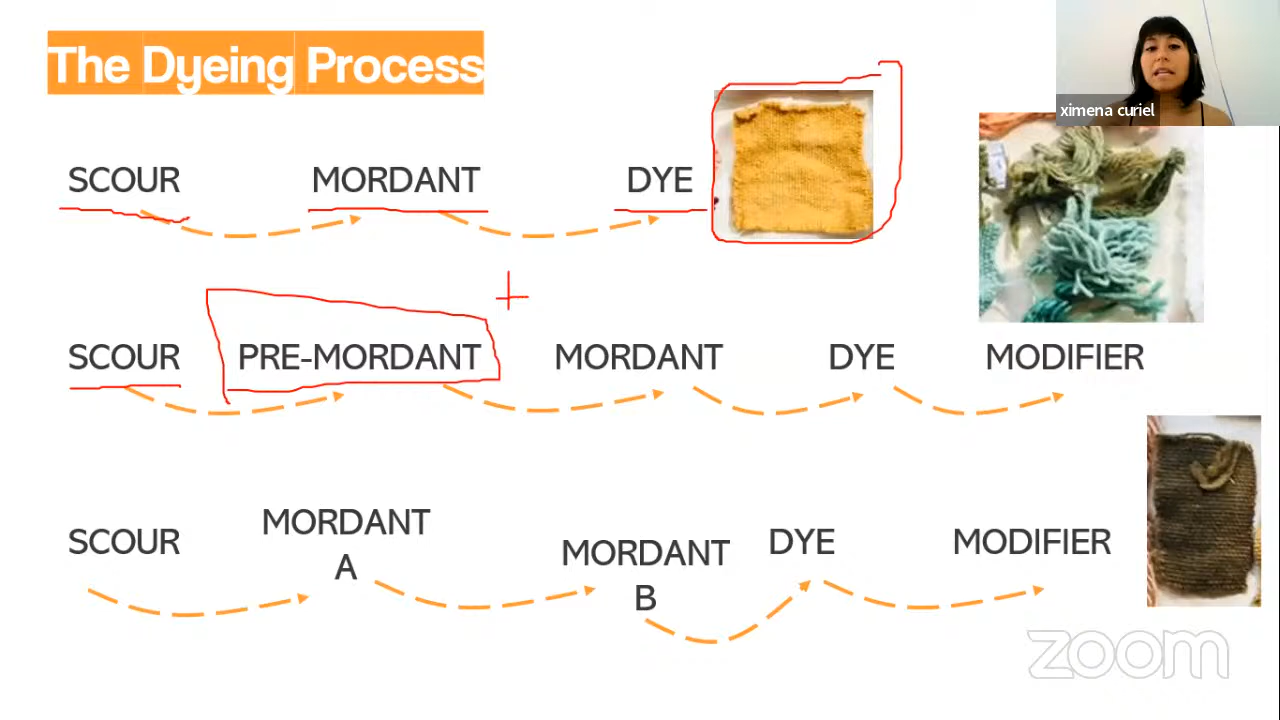 The Dyeing Process
ximena curiel
SCOUR MORDANT DYE
SCOUR PRE-MORDANT MORDANT DYE MODIFIER
SCOUR MORDANT A MORDANT B DYE MODIFIER
zoom